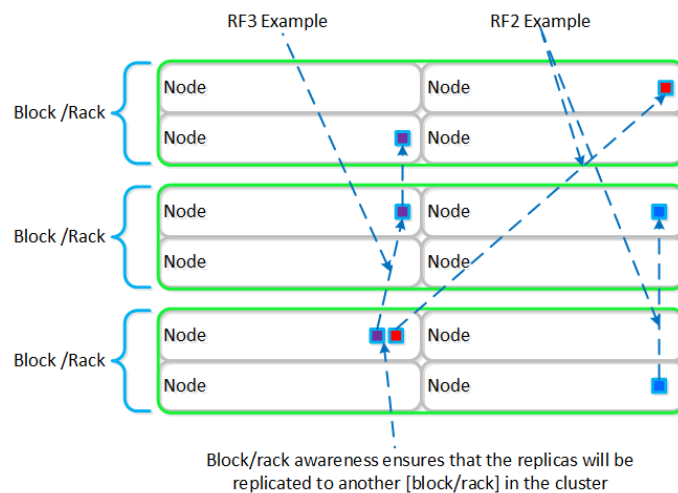 RF3 Example
RF2 Example
Block /Rack
Node
Node
Node
Node
Block /Rack
Node
Node
Node
Node
Block /Rack
Node
Node
Node
Node
Block/rack awareness ensures that the replicas will be
replicated to another [block/rack] in the cluster